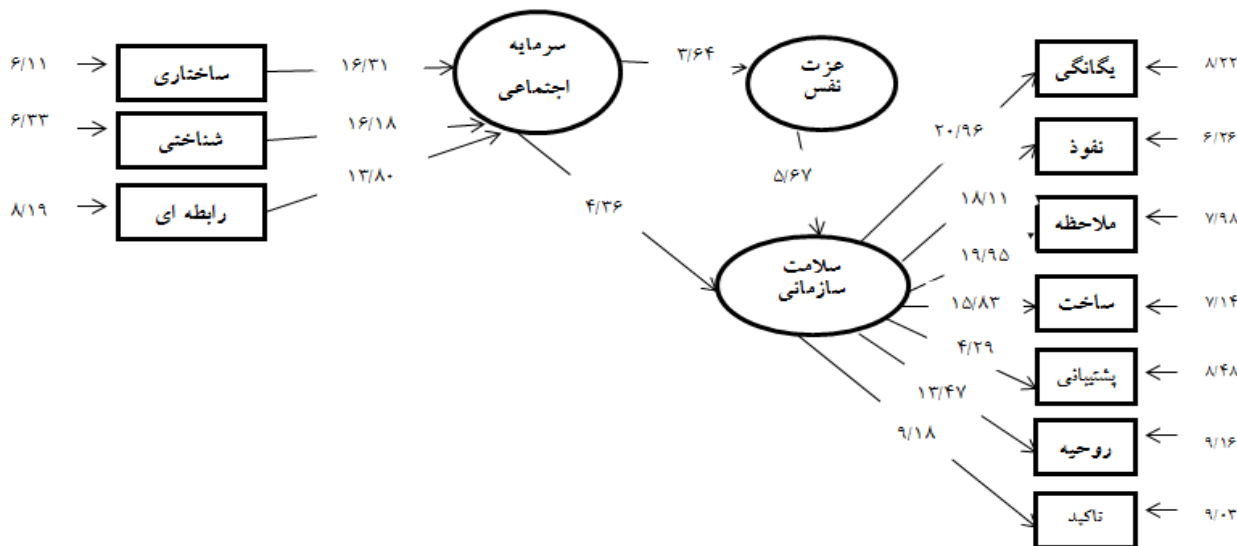 ۶/۱۱
ساختاری
۱۶/۳۱
۶/۳۳
شناختی
۱۶/۱۸
۸/۱۹
رابطه ای
۱۳/۸۰
سرمایه
اجتماعی
۳/۶۴
عزت
نفس
۴/۳۶
۵/۶۷
سلامت
سازمانی
۲۰/۹۶
یگانگی
۸/۲۲
۱۸/۱۱
نفوذ
۶/۲۶
۱۹/۹۵
ملاحظه
۷/۹۸
۱۵/۸۳
ساخت
۷/۱۴
۴/۲۹
پشتیبانی
۸/۴۸
۱۳/۴۷
روحیه
۹/۱۶
۹/۱۸
تاکید
۹/۰۳